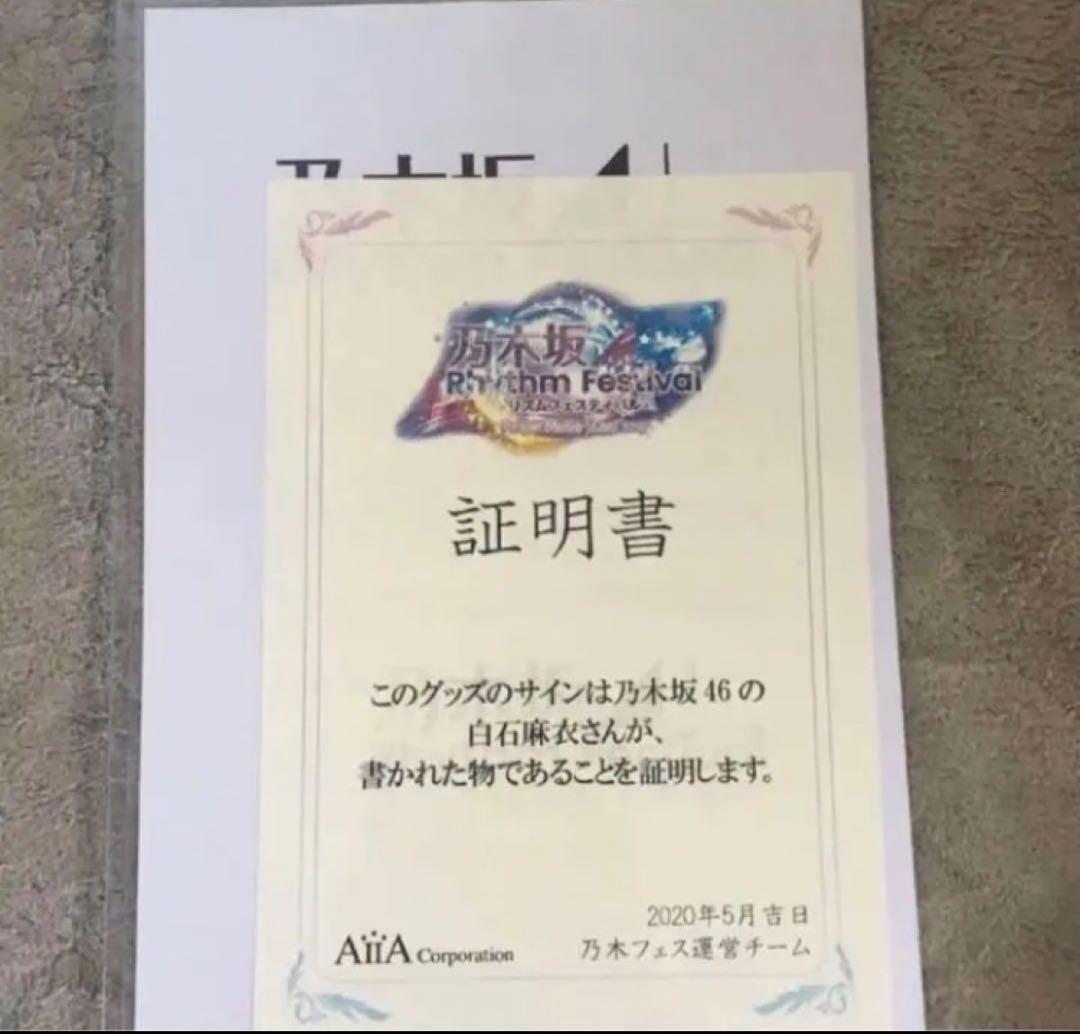 乃木坂4
乃木坂
Rhythm Festival
リズムフェスティバル
証明書
このグッズのサインは乃木坂46の
白石麻衣さんが、
書かれた物であることを証明します。
2020年5月吉日
AiiA Corporation
乃木フェス運営チーム